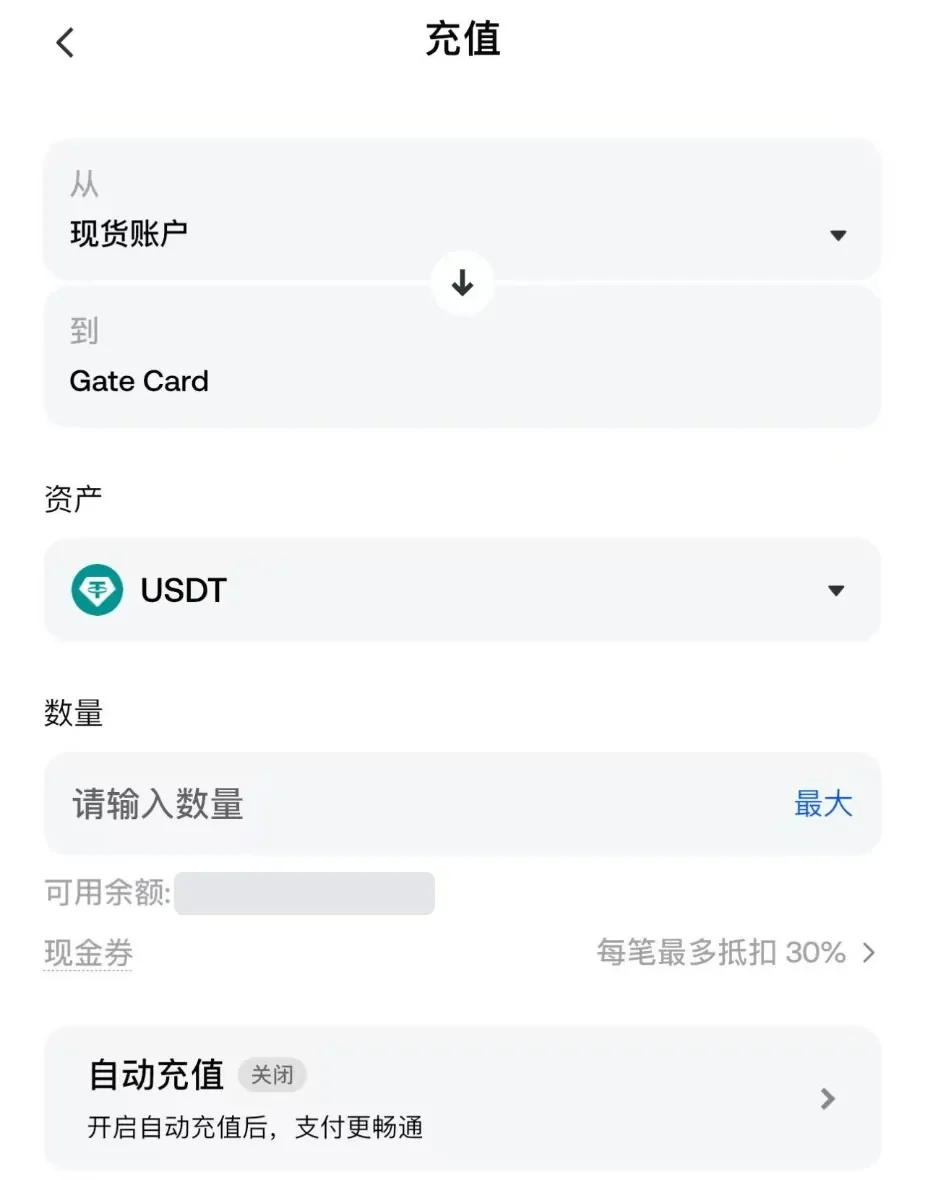 充值
从
现货账户
到
Gate Card
资产
USDT
数量
请输入数量 最大
可用余额:
现金券 每笔最多抵扣 30%
自动充值 关闭
开启自动充值后，支付更畅通